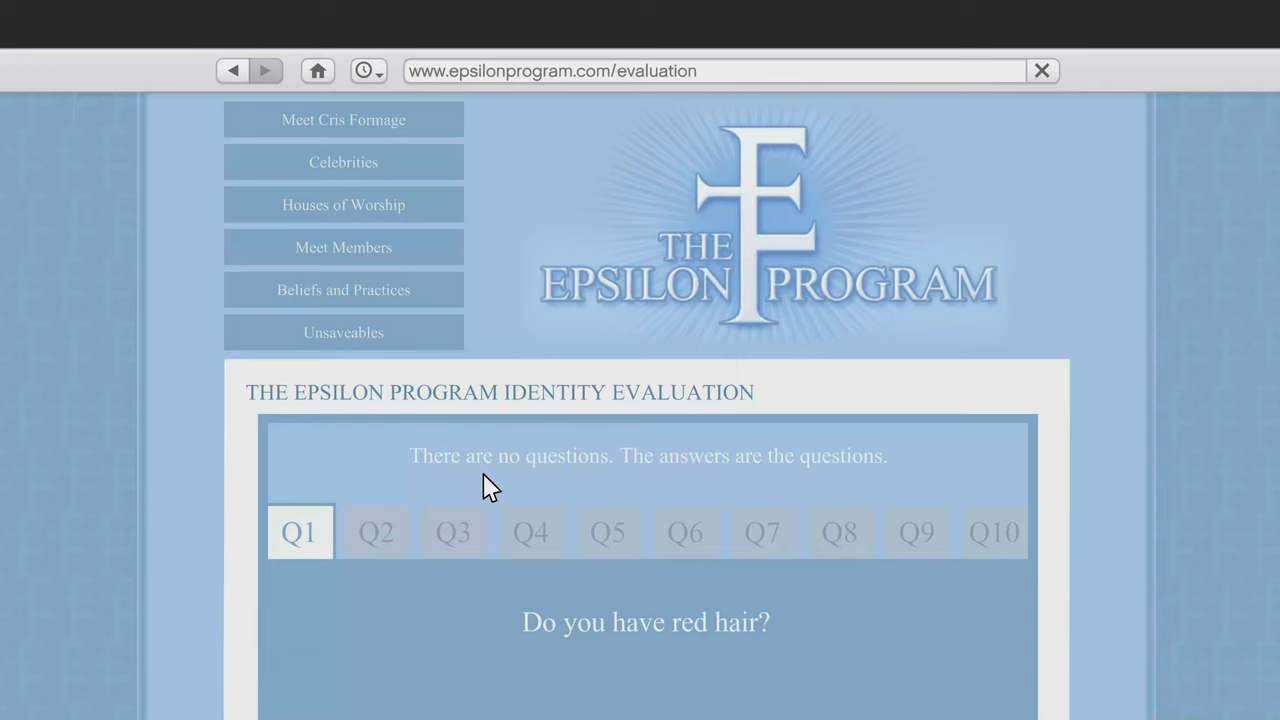 www.epsilonprogram.com/evaluation
Meet Cris Formage
Celebrities
Houses of Worship
Meet Members
Beliefs and Practices
Unsaveables
THE
EPSILON PROGRAM
THE EPSILON PROGRAM IDENTITY EVALUATION
There are no questions. The answers are the questions.
Q1 Q2 Q3 Q4 Q5 Q6 Q7 Q8 Q9 Q10
Do you have red hair?